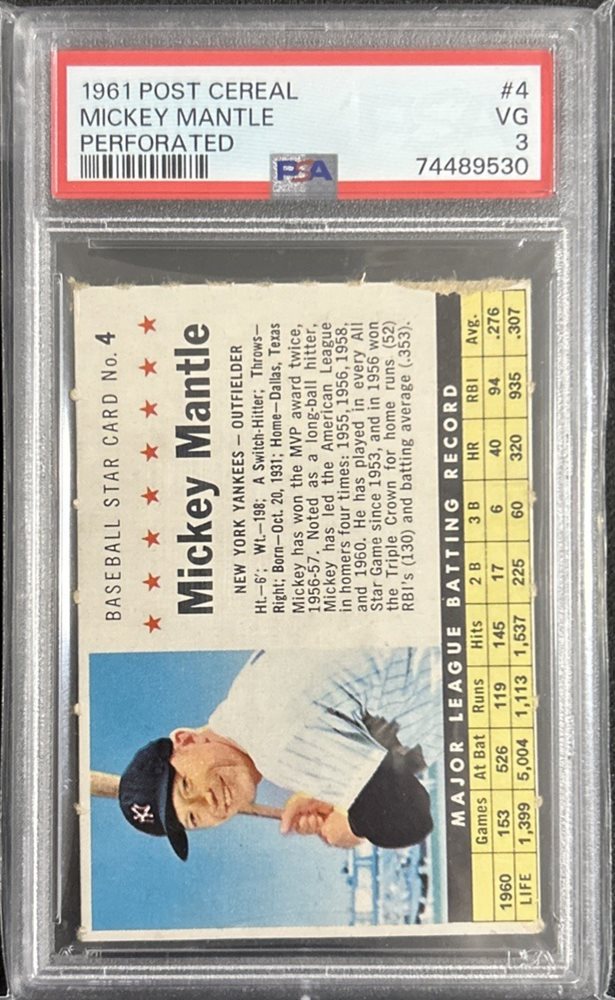 1961 POST CEREAL #4
MICKEY MANTLE VG
PERFORATED 3
PSA 74489530
BASEBALL STAR CARD No. 4
Mickey Mantle
NEW YORK YANKEES — OUTFIELDER
Ht.—6'; Wt.—198; A Switch-Hitter; Throws—
Right; Born—Oct. 20, 1931; Home—Dallas, Texas
Mickey has won the MVP award twice,
1956-57. Noted as a long-ball hitter,
Mickey has led the American League
in homers four times: 1955, 1956, 1958,
and 1960. He has played in every All
Star Game since 1953, and in 1956 won
the Triple Crown for home runs (52)
RBI's (130) and batting average (.353).
NY
MAJOR LEAGUE BATTING RECORD
Games At Bat Runs Hits 2 B 3 B HR RBI Avg.
1960 153 526 119 145 17 6 40 94 .276
LIFE 1,399 5,004 1,113 1,537 225 60 320 935 .307